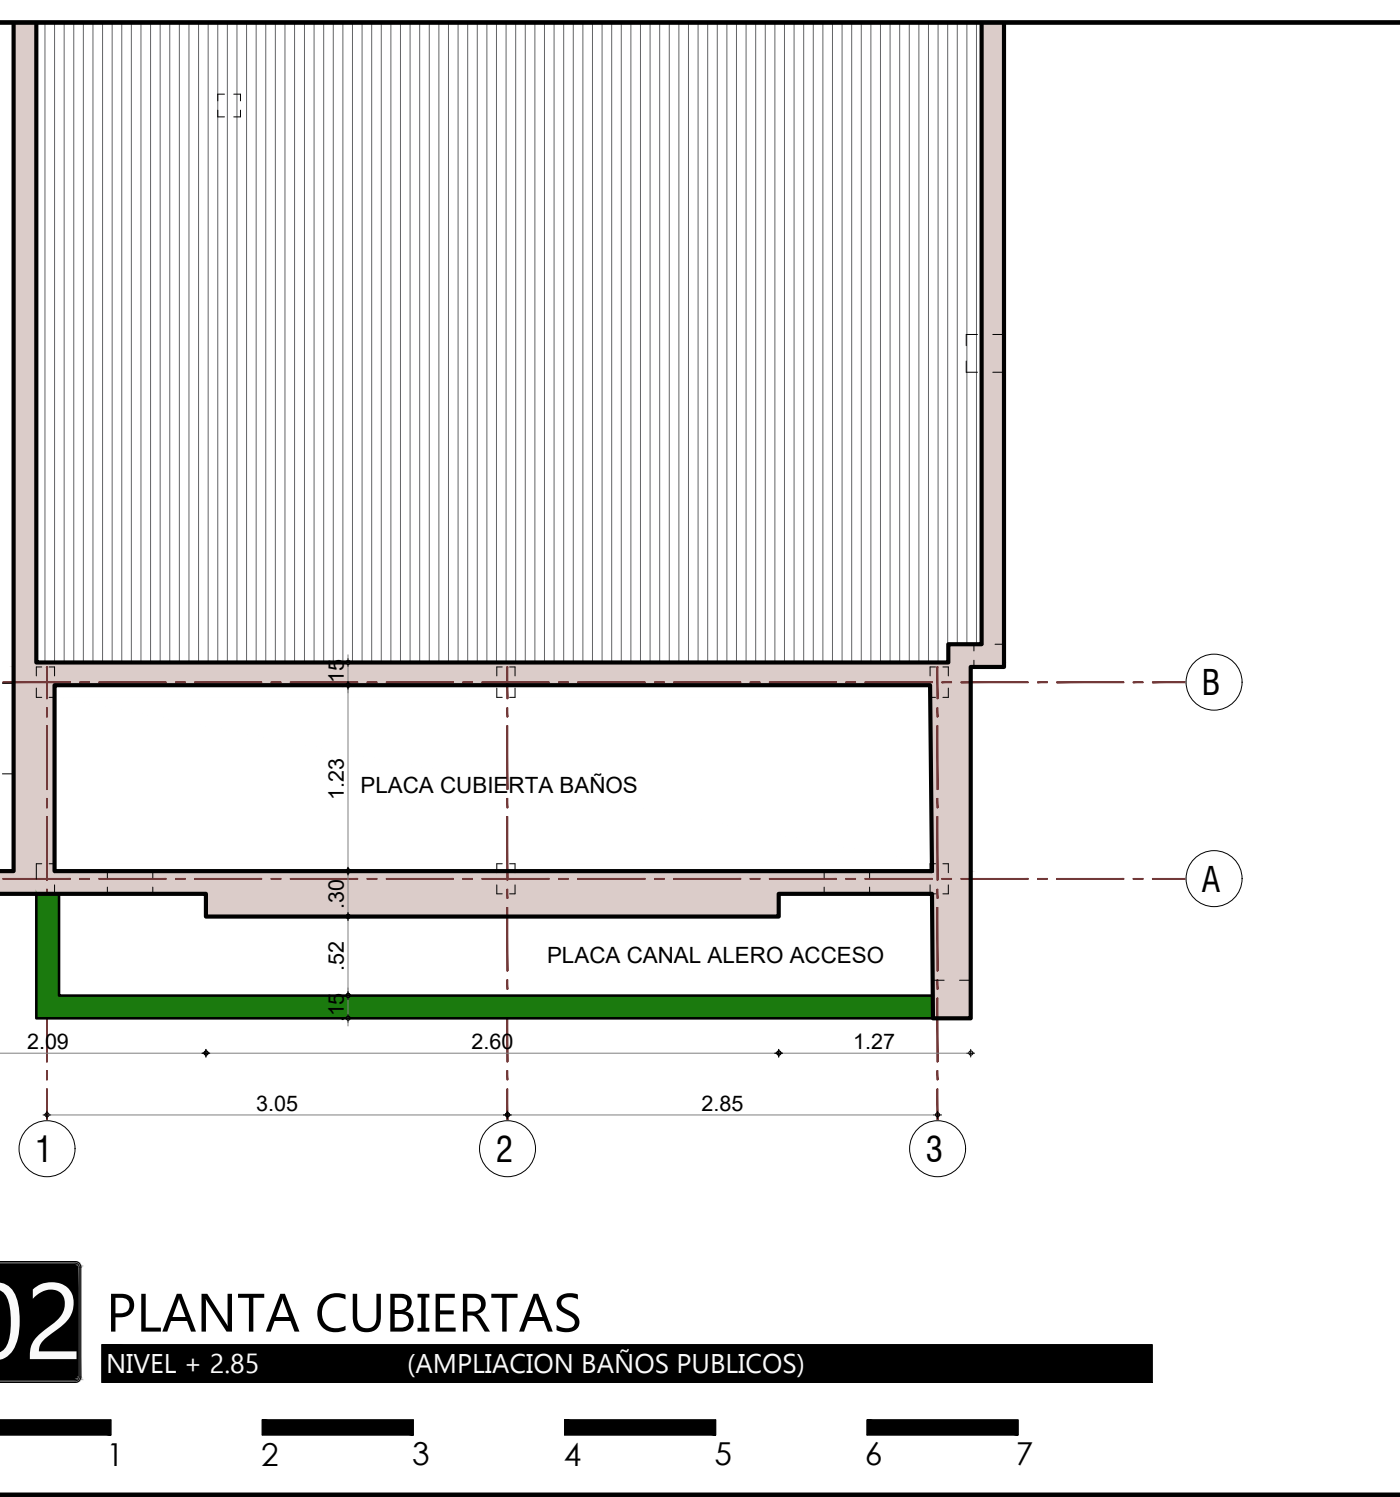 .15
B
1.23
PLACA CUBIERTA BAÑOS
A
.30
.52
PLACA CANAL ALERO ACCESO
.15
2.09
2.60
1.27
3.05
2.85
1
2
3
02
PLANTA CUBIERTAS
NIVEL + 2.85 (AMPLIACION BAÑOS PUBLICOS)
1 2 3 4 5 6 7